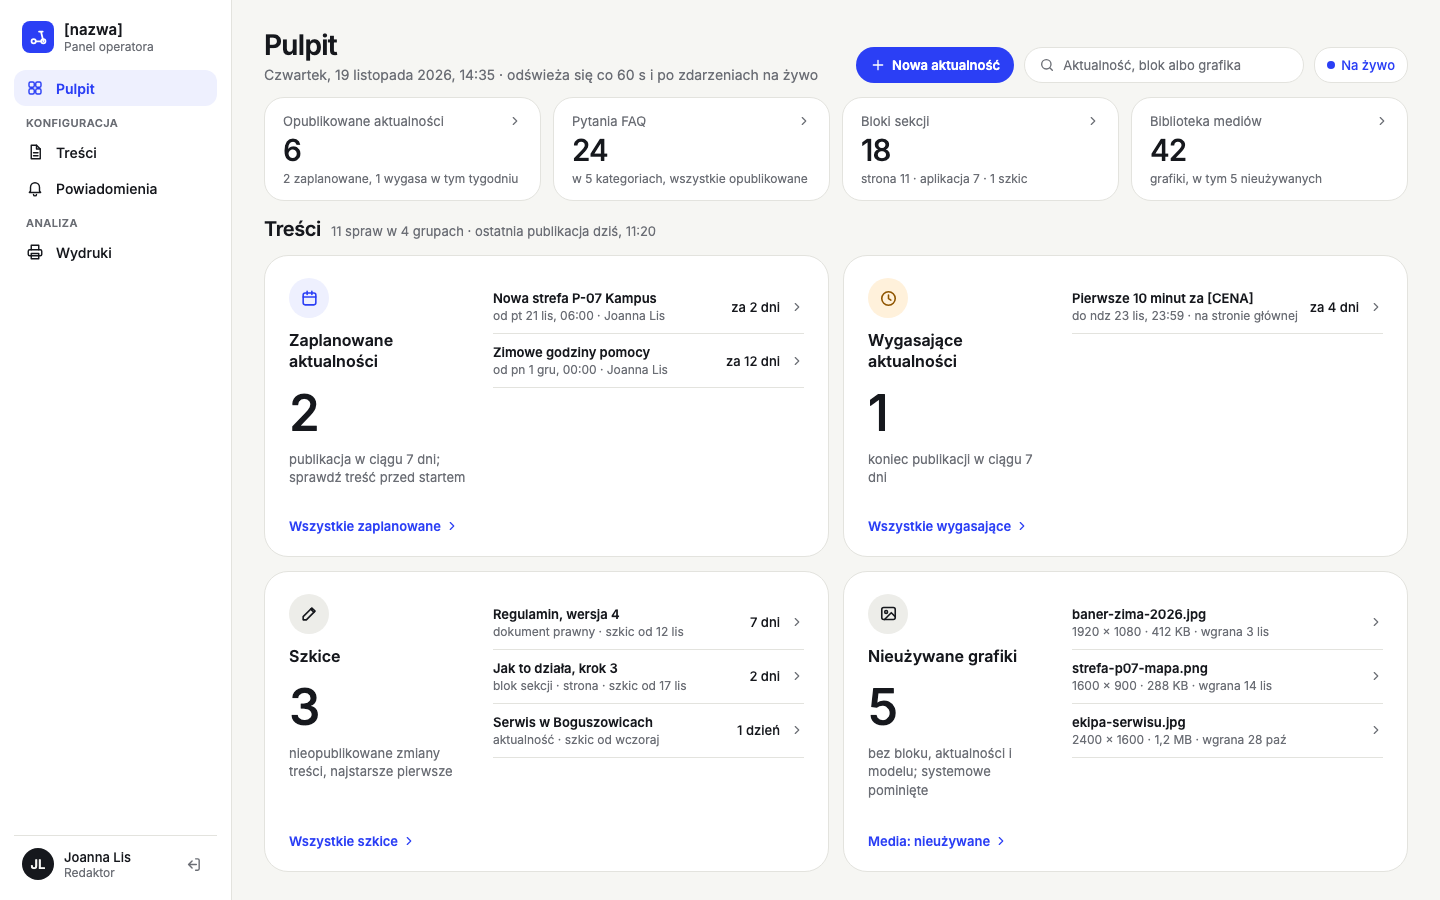 [nazwa]
Panel operatora
Pulpit
KONFIGURACJA
Treści
Powiadomienia
ANALIZA
Wydruki
JL
Joanna Lis
Redaktor
Pulpit
Czwartek, 19 listopada 2026, 14:35 · odświeża się co 60 s i po zdarzeniach na żywo
Nowa aktualność
Aktualność, blok albo grafika
Na żywo
Opublikowane aktualności
6
2 zaplanowane, 1 wygasa w tym tygodniu
Pytania FAQ
24
w 5 kategoriach, wszystkie opublikowane
Bloki sekcji
18
strona 11 · aplikacja 7 · 1 szkic
Biblioteka mediów
42
grafiki, w tym 5 nieużywanych
Treści
11 spraw w 4 grupach · ostatnia publikacja dziś, 11:20
Zaplanowane
aktualności
2
publikacja w ciągu 7 dni;
sprawdź treść przed startem
Wszystkie zaplanowane
Nowa strefa P-07 Kampus
od pt 21 lis, 06:00 · Joanna Lis
za 2 dni
Zimowe godziny pomocy
od pn 1 gru, 00:00 · Joanna Lis
za 12 dni
Wygasające
aktualności
1
koniec publikacji w ciągu 7
dni
Wszystkie wygasające
Pierwsze 10 minut za [CENA]
do ndz 23 lis, 23:59 · na stronie głównej
za 4 dni
Szkice
3
nieopublikowane zmiany
treści, najstarsze pierwsze
Wszystkie szkice
Regulamin, wersja 4
dokument prawny · szkic od 12 lis
7 dni
Jak to działa, krok 3
blok sekcji · strona · szkic od 17 lis
2 dni
Serwis w Boguszowicach
aktualność · szkic od wczoraj
1 dzień
Nieużywane grafiki
5
bez bloku, aktualności i
modelu; systemowe
pominięte
Media: nieużywane
baner-zima-2026.jpg
1920 × 1080 · 412 KB · wgrana 3 lis
strefa-p07-mapa.png
1600 × 900 · 288 KB · wgrana 14 lis
ekipa-serwisu.jpg
2400 × 1600 · 1,2 MB · wgrana 28 paź